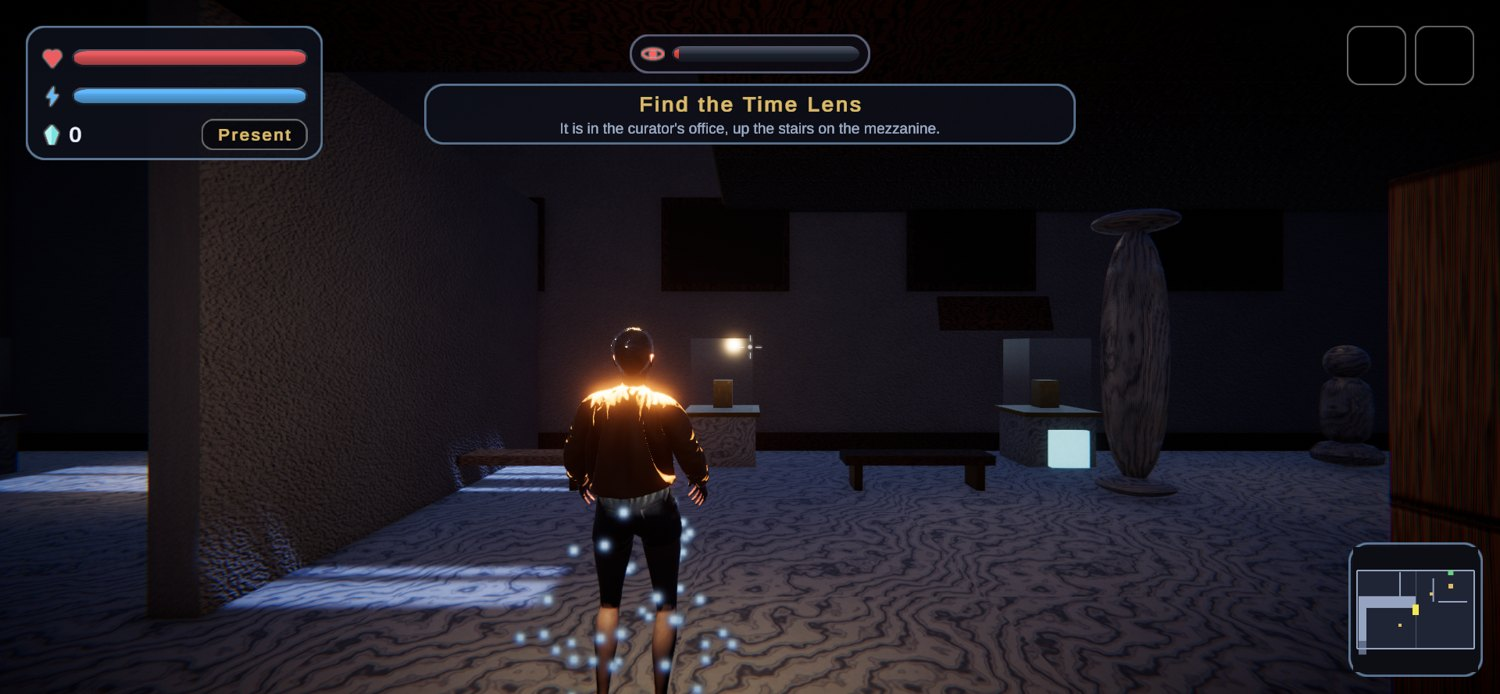 Find the Time Lens
It is in the curator's office, up the stairs on the mezzanine.
0
Present